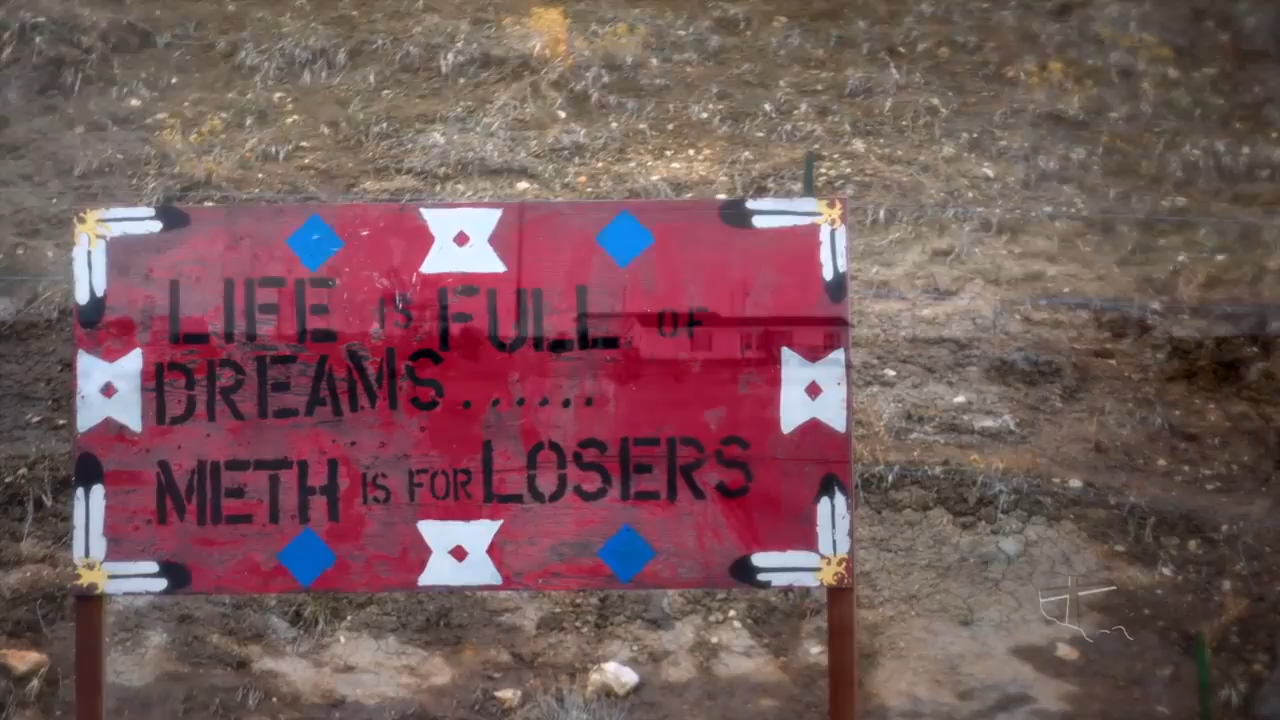 LIFE IS FULL OF
DREAMS.......
METH IS FOR LOSERS